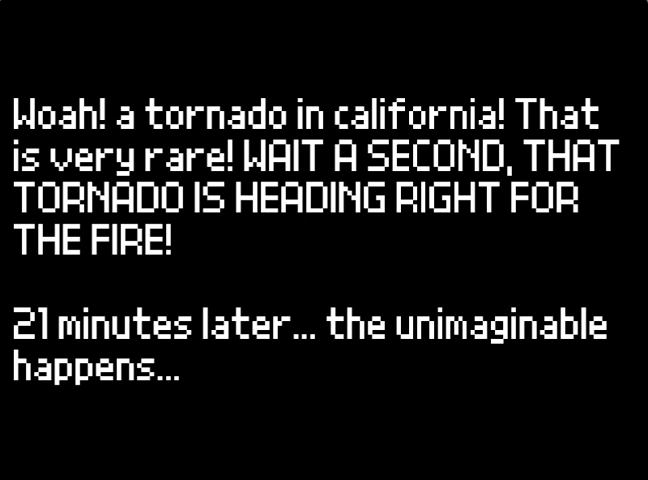 Woah! a tornado in california! That
is very rare! WAIT A SECOND, THAT
TORNADO IS HEADING RIGHT FOR
THE FIRE!
21 minutes later... the unimaginable
happens...